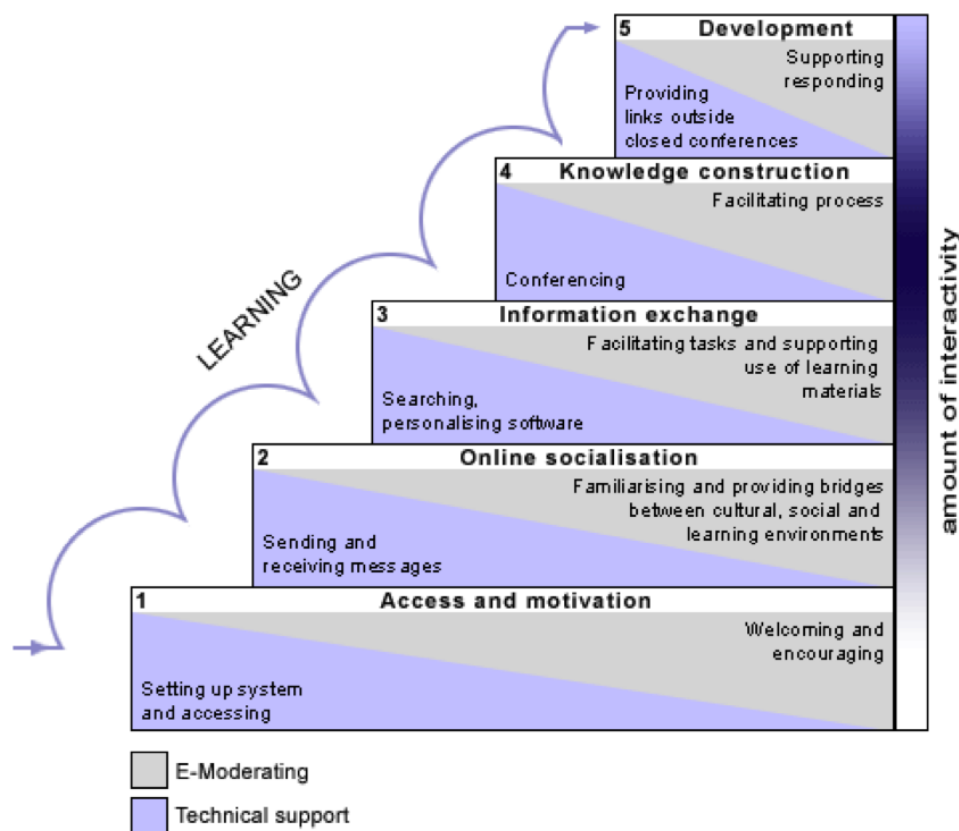 5 Development
Supporting
responding
Providing
links outside
closed conferences
4 Knowledge construction
Facilitating process
Conferencing
3 Information exchange
Facilitating tasks and supporting
use of learning
materials
Searching,
personalising software
2 Online socialisation
Familiarising and providing bridges
between cultural, social and
learning environments
Sending and
receiving messages
1 Access and motivation
Welcoming and
encouraging
Setting up system
and accessing
LEARNING
amount of interactivity
E-Moderating
Technical support